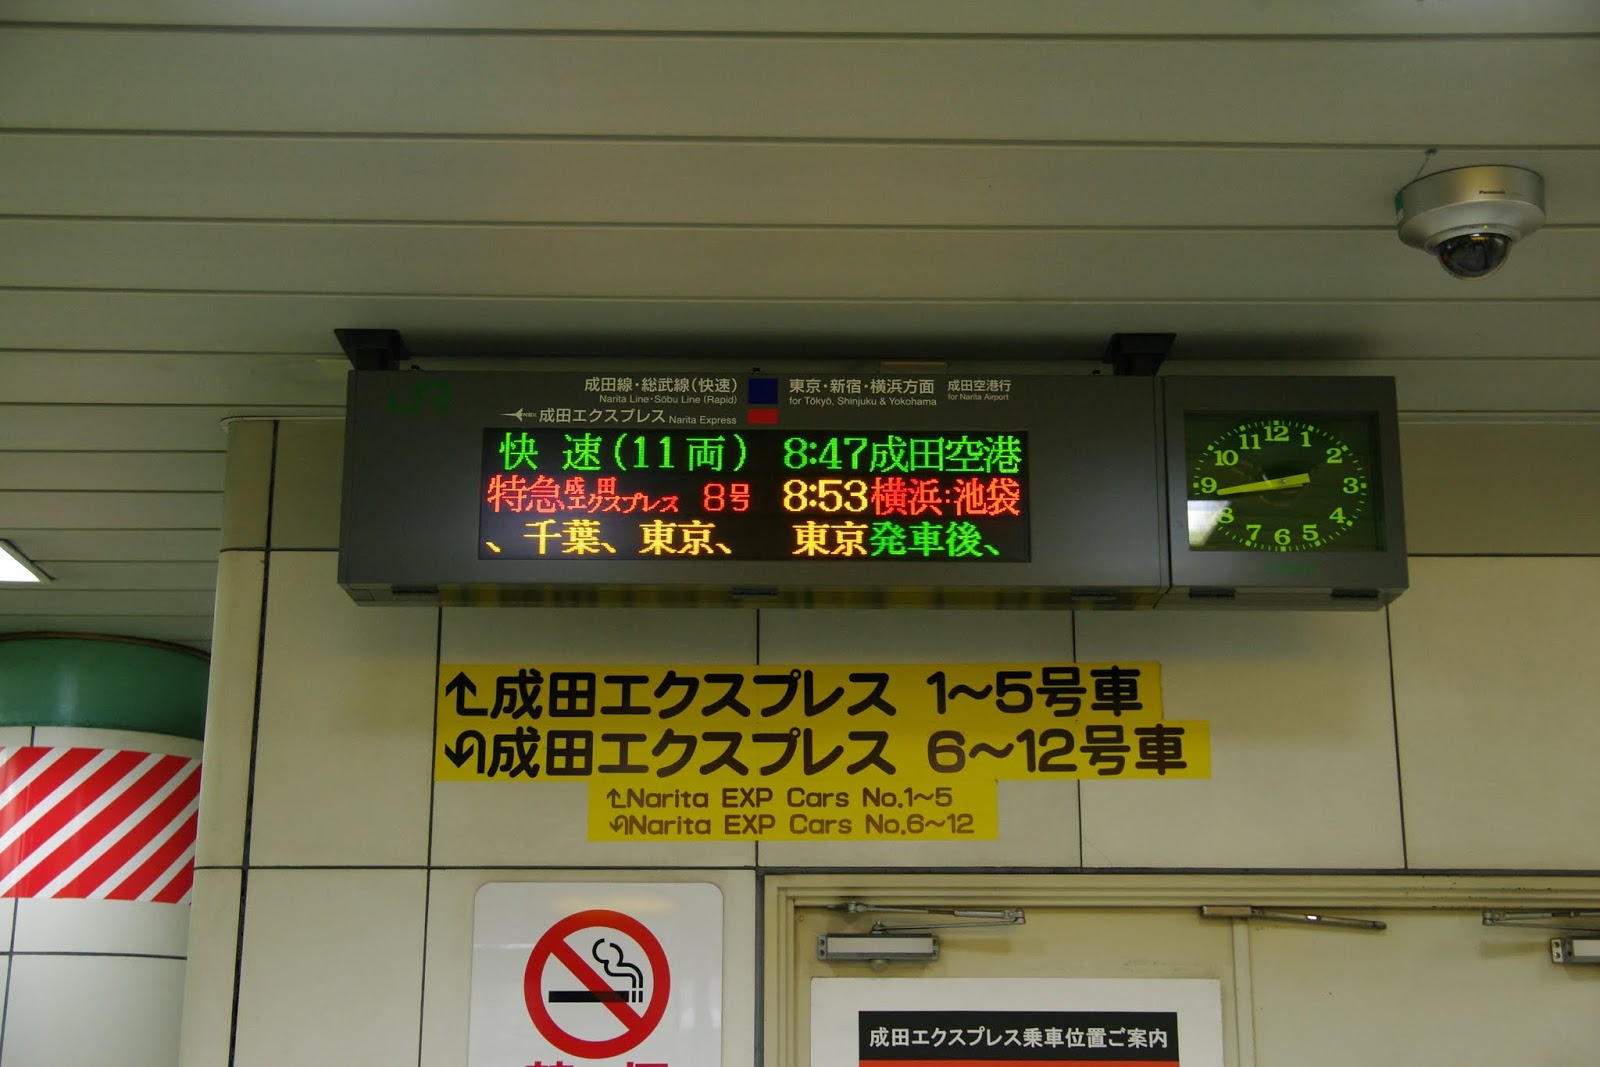 Panasonic
JR
成田線・総武線(快速)
Narita Line・Sōbu Line (Rapid)
東京・新宿・横浜方面
for Tōkyō, Shinjuku & Yokohama
成田空港行
for Narita Airport
NEX 成田エクスプレス Narita Express
快 速(11両) 8:47 成田空港
特急 成田エクスプレス 8号 8:53 横浜:池袋
、千葉、東京、 東京発車後、
12 1 2 3 4 5 6 7 8 9 10 11
成田エクスプレス 1〜5号車
成田エクスプレス 6〜12号車
Narita EXP Cars No.1〜5
Narita EXP Cars No.6〜12
成田エクスプレス乗車位置ご案内